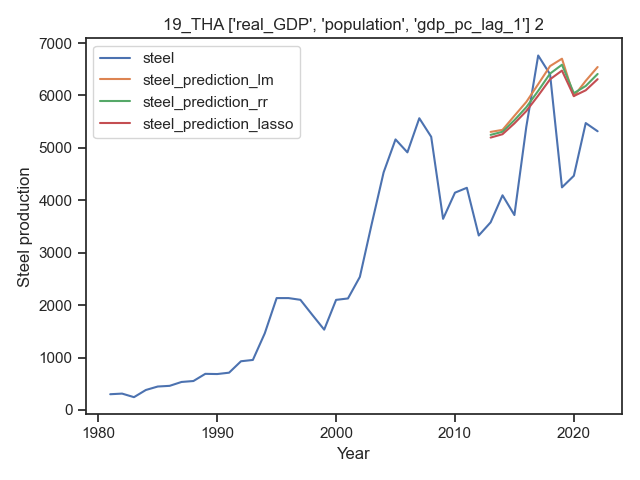 19_THA ['real_GDP', 'population', 'gdp_pc_lag_1'] 2
7000
6000
5000
4000
3000
2000
1000
0
Steel production
steel
steel_prediction_lm
steel_prediction_rr
steel_prediction_lasso
1980
1990
2000
2010
2020
Year